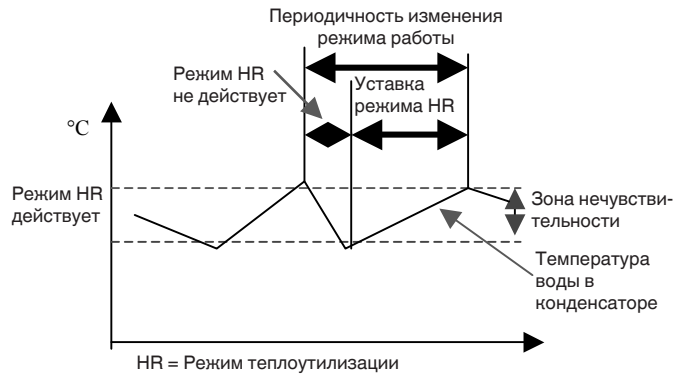 Периодичность изменения
режима работы
Режим HR
не действует
Уставка
режима HR
°C
Режим HR
действует
Зона нечувстви-
тельности
Температура
воды в
конденсаторе
HR = Режим теплоутилизации